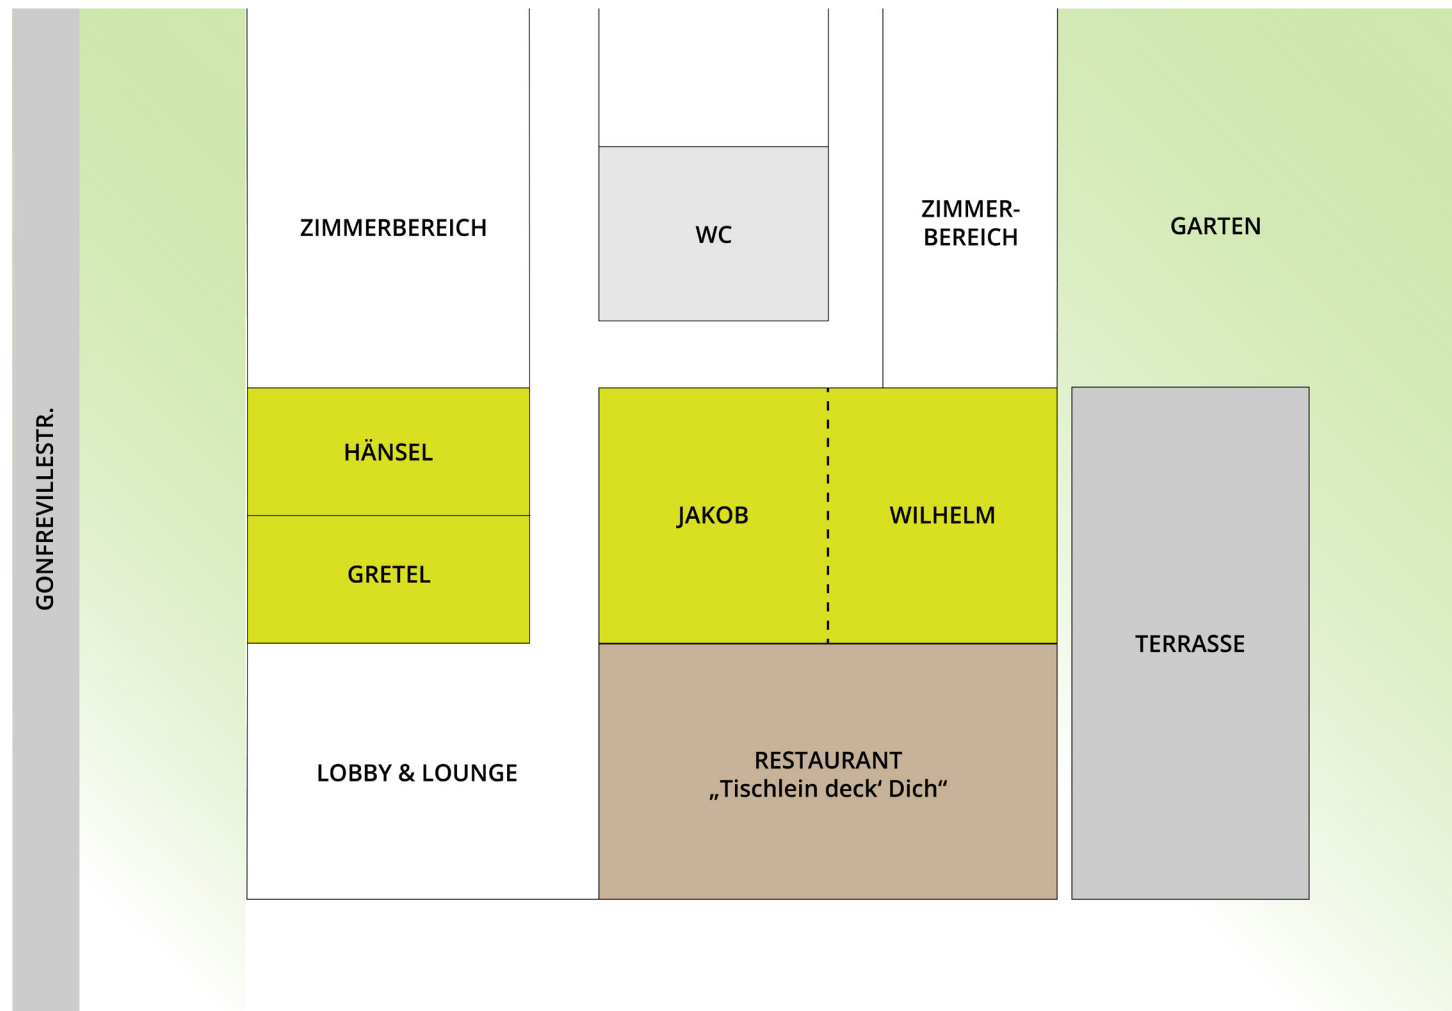 GONFREVILLESTR.
ZIMMERBEREICH
WC
ZIMMER-
BEREICH
GARTEN
HÄNSEL
GRETEL
JAKOB
WILHELM
TERRASSE
LOBBY & LOUNGE
RESTAURANT
„Tischlein deck‘ Dich“